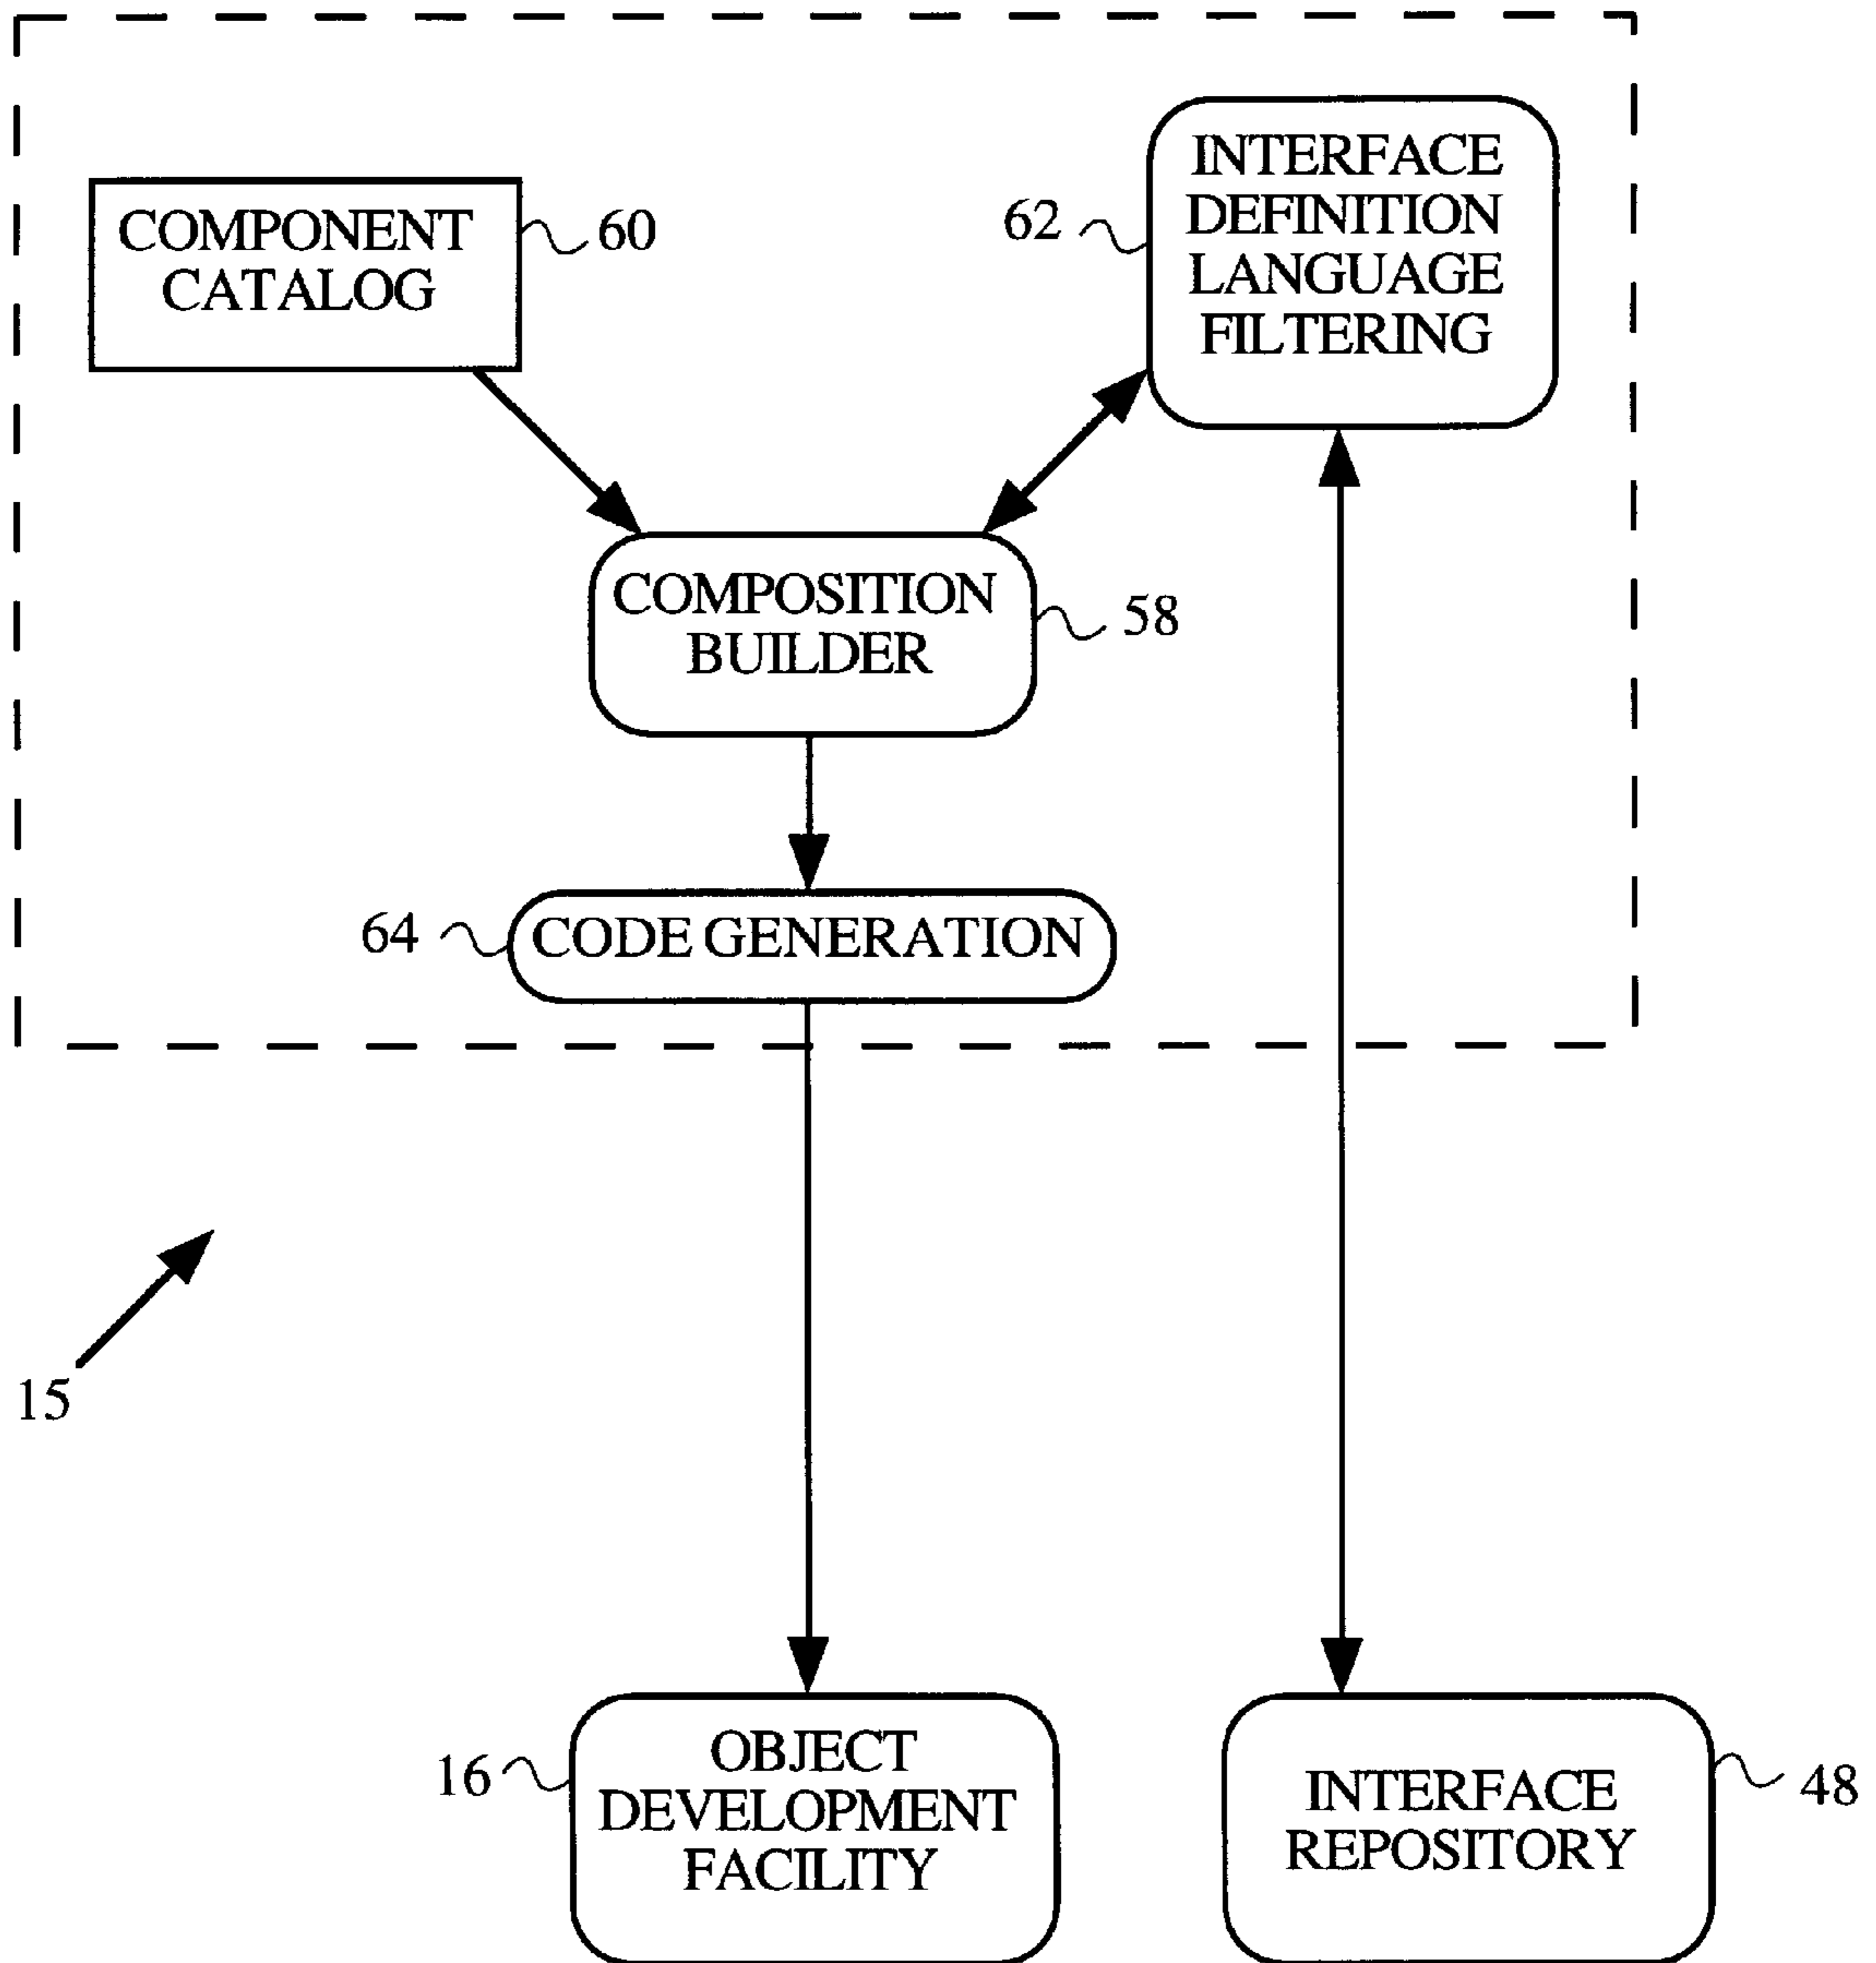 COMPONENT
CATALOG
60
62
INTERFACE
DEFINITION
LANGUAGE
FILTERING
COMPOSITION
BUILDER
58
64
CODE GENERATION
15
16
OBJECT
DEVELOPMENT
FACILITY
INTERFACE
REPOSITORY
48